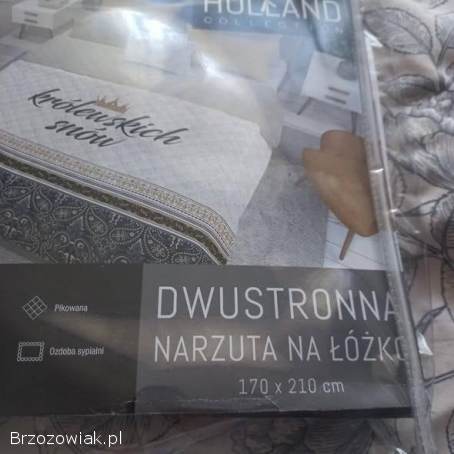 HOLLAND
królewskich
snów
Pikowana
Ozdoba sypialni
DWUSTRONNA
NARZUTA NA ŁÓŻKO
170 x 210 cm
Brzozowiak.pl